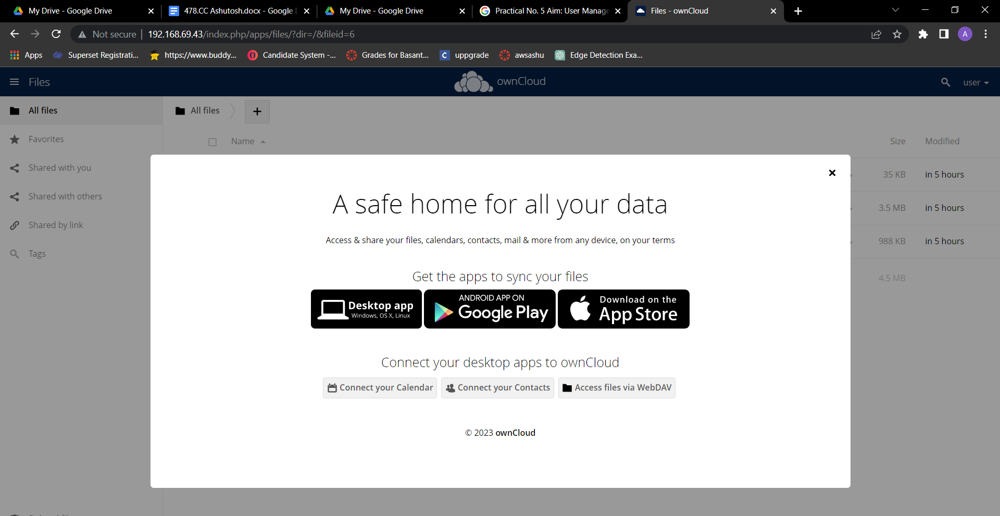 My Drive - Google Drive
478.CC Ashutosh.docx - Google D
My Drive - Google Drive
Practical No. 5 Aim: User Manage
Files - ownCloud
Not secure
192.168.69.43/index.php/apps/files/?dir=/&fileid=6
A
Apps
Superset Registrati...
https://www.buddy...
Candidate System -...
Grades for Basant...
C uppgrade
awsashu
Edge Detection Exa...
Files
ownCloud
user
All files
Favorites
Shared with you
Shared with others
Shared by link
Tags
All files
+
Name
Size
Modified
35 KB
in 5 hours
3.5 MB
in 5 hours
988 KB
in 5 hours
4.5 MB
A safe home for all your data
Access & share your files, calendars, contacts, mail & more from any device, on your terms
Get the apps to sync your files
Desktop app
Windows, OS X, Linux
ANDROID APP ON
Google Play
Download on the
App Store
Connect your desktop apps to ownCloud
Connect your Calendar
Connect your Contacts
Access files via WebDAV
© 2023 ownCloud